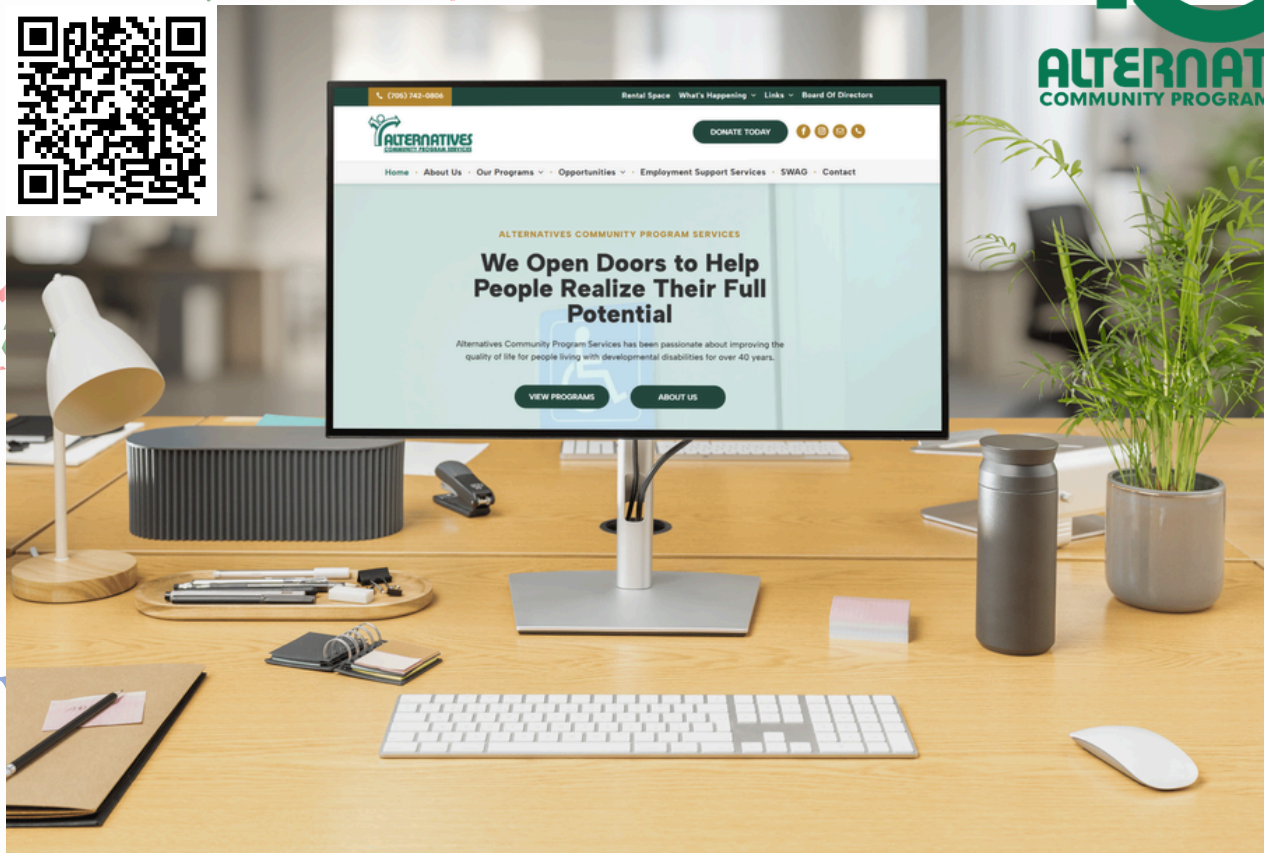 ALTERNAT
COMMUNITY PROGRAM
(705) 742-0806
Rental Space What's Happening Links Board Of Directors
ALTERNATIVES
COMMUNITY PROGRAM SERVICES
DONATE TODAY
Home About Us Our Programs Opportunities Employment Support Services SWAG Contact
ALTERNATIVES COMMUNITY PROGRAM SERVICES
We Open Doors to Help
People Realize Their Full
Potential
Alternatives Community Program Services has been passionate about improving the
quality of life for people living with developmental disabilities for over 40 years.
VIEW PROGRAMS
ABOUT US